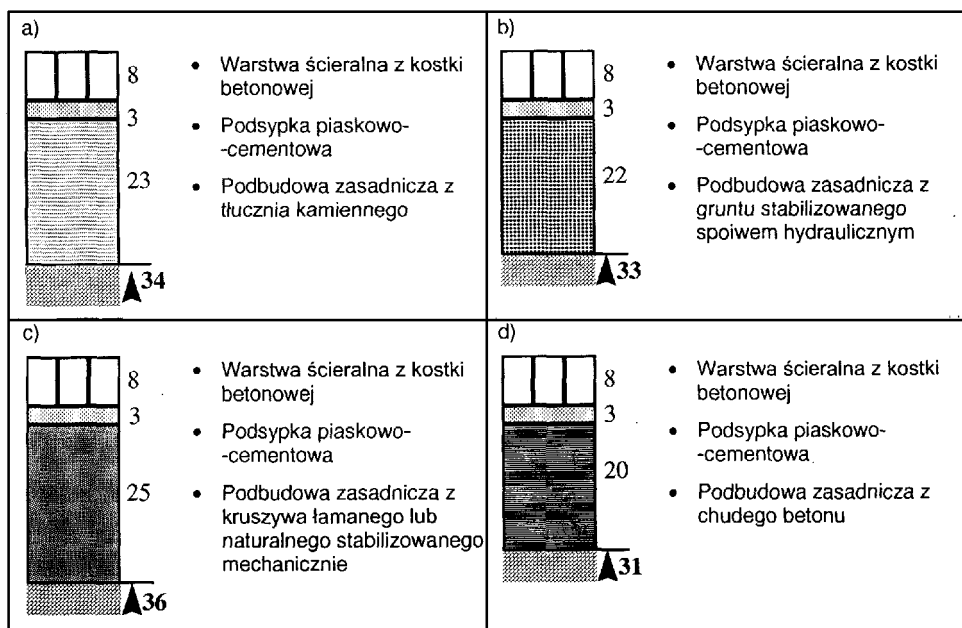 a)
8
3
23
34
• Warstwa ścieralna z kostki
betonowej
• Podsypka piaskowo-
-cementowa
• Podbudowa zasadnicza z
tłucznia kamiennego
b)
8
3
22
33
• Warstwa ścieralna z kostki
betonowej
• Podsypka piaskowo-
-cementowa
• Podbudowa zasadnicza z
gruntu stabilizowanego
spoiwem hydraulicznym
c)
8
3
25
36
• Warstwa ścieralna z kostki
betonowej
• Podsypka piaskowo-
-cementowa
• Podbudowa zasadnicza z
kruszywa łamanego lub
naturalnego stabilizowanego
mechanicznie
d)
8
3
20
31
• Warstwa ścieralna z kostki
betonowej
• Podsypka piaskowo-
-cementowa
• Podbudowa zasadnicza z
chudego betonu